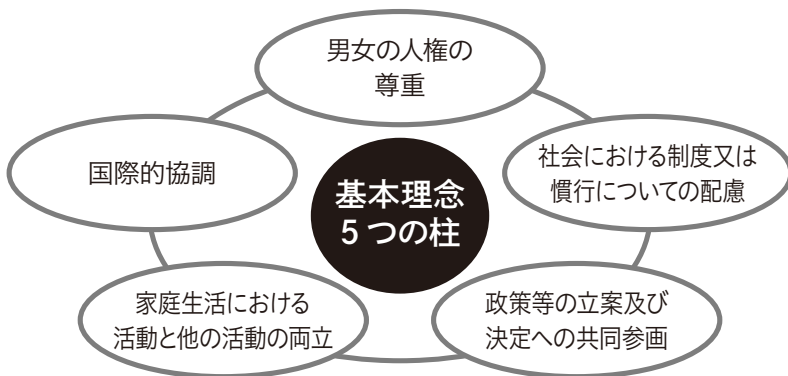 男女の人権の
尊重
国際的協調
社会における制度又は
慣行についての配慮
基本理念
5つの柱
家庭生活における
活動と他の活動の両立
政策等の立案及び
決定への共同参画